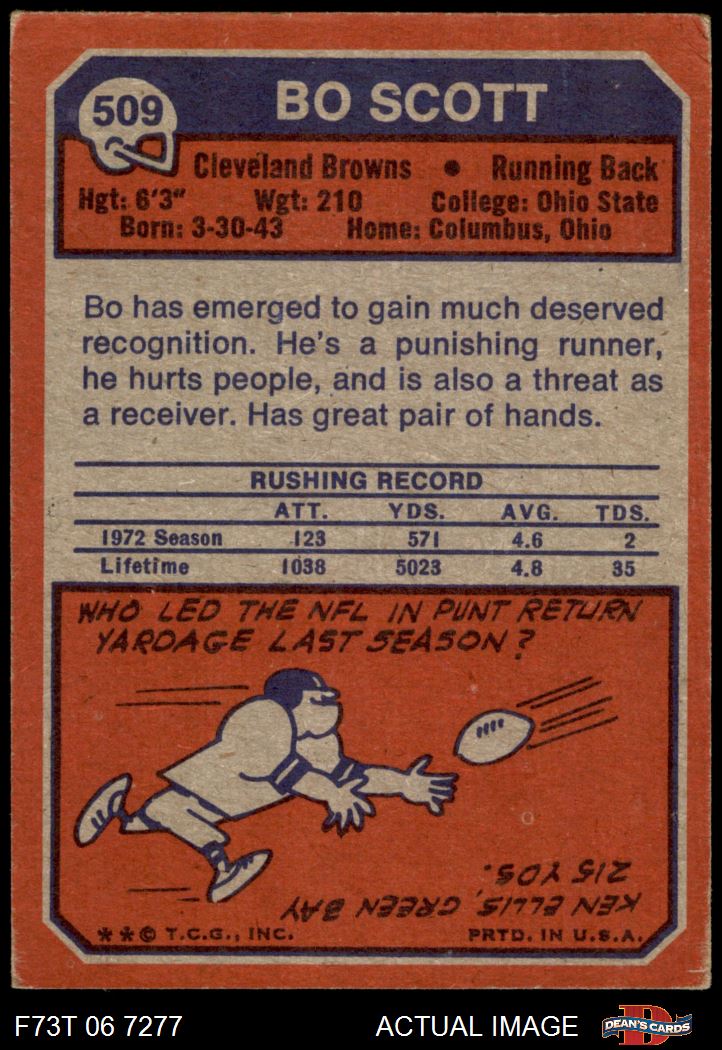 509
BO SCOTT
Cleveland Browns • Running Back
Hgt: 6'3" Wgt: 210 College: Ohio State
Born: 3-30-43 Home: Columbus, Ohio
Bo has emerged to gain much deserved
recognition. He's a punishing runner,
he hurts people, and is also a threat as
a receiver. Has great pair of hands.
RUSHING RECORD
ATT. YDS. AVG. TDS.
1972 Season 123 571 4.6 2
Lifetime 1038 5023 4.8 35
WHO LED THE NFL IN PUNT RETURN
YARDAGE LAST SEASON?
KEN ELLIS, GREEN BAY
215 YDS.
**© T.C.G., INC. PRTD. IN U.S.A.
F73T 06 7277 ACTUAL IMAGE D DEAN'S CARDS